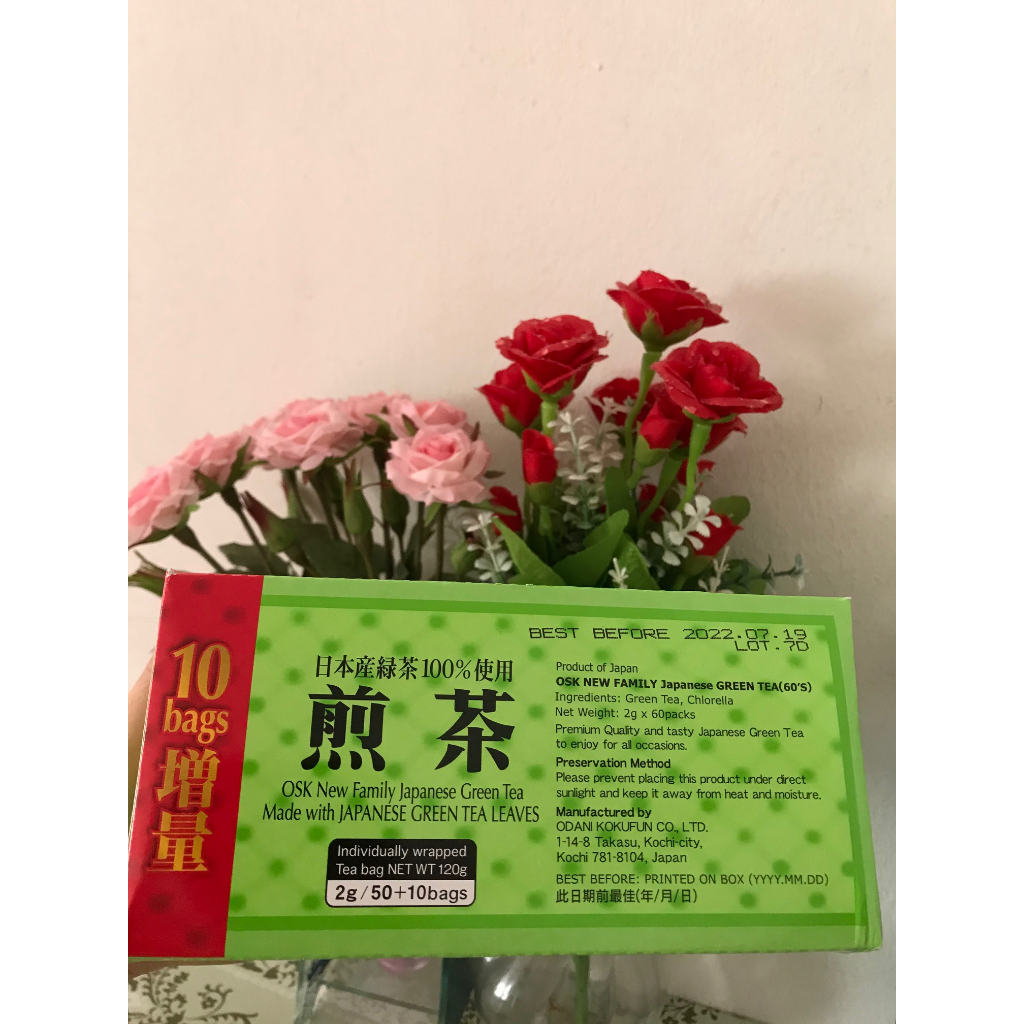 10
bags
増
量
日本産緑茶100%使用
煎茶
OSK New Family Japanese Green Tea
Made with JAPANESE GREEN TEA LEAVES
Individually wrapped
Tea bag NET WT 120g
2g/50+10bags
BEST BEFORE 2022.07.19
LOT.7D
Product of Japan
OSK NEW FAMILY Japanese GREEN TEA(60'S)
Ingredients: Green Tea, Chlorella
Net Weight: 2g x 60packs
Premium Quality and tasty Japanese Green Tea
to enjoy for all occasions.
Preservation Method
Please prevent placing this product under direct
sunlight and keep it away from heat and moisture.
Manufactured by
ODANI KOKUFUN CO., LTD.
1-14-8 Takasu, Kochi-city,
Kochi 781-8104, Japan
BEST BEFORE: PRINTED ON BOX (YYYY.MM.DD)
此日期前最佳(年/月/日)